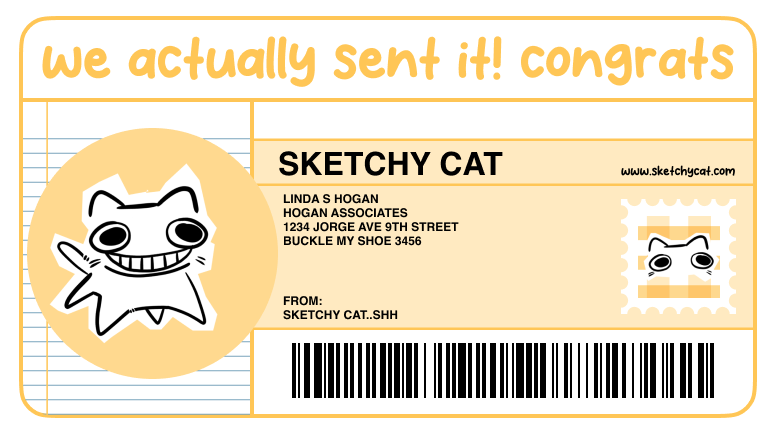 we actually sent it! congrats
SKETCHY CAT
www.sketchycat.com
LINDA S HOGAN
HOGAN ASSOCIATES
1234 JORGE AVE 9TH STREET
BUCKLE MY SHOE 3456
FROM:
SKETCHY CAT..SHH